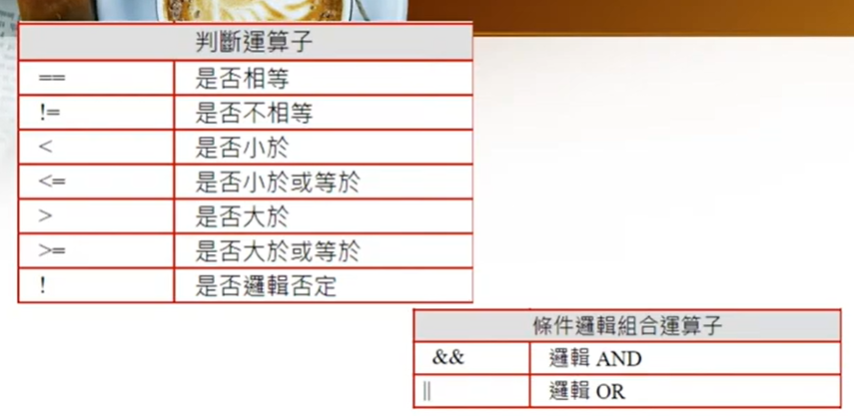 判斷運算子
== 是否相等
!= 是否不相等
< 是否小於
<= 是否小於或等於
> 是否大於
>= 是否大於或等於
! 是否邏輯否定
條件邏輯組合運算子
&& 邏輯 AND
|| 邏輯 OR